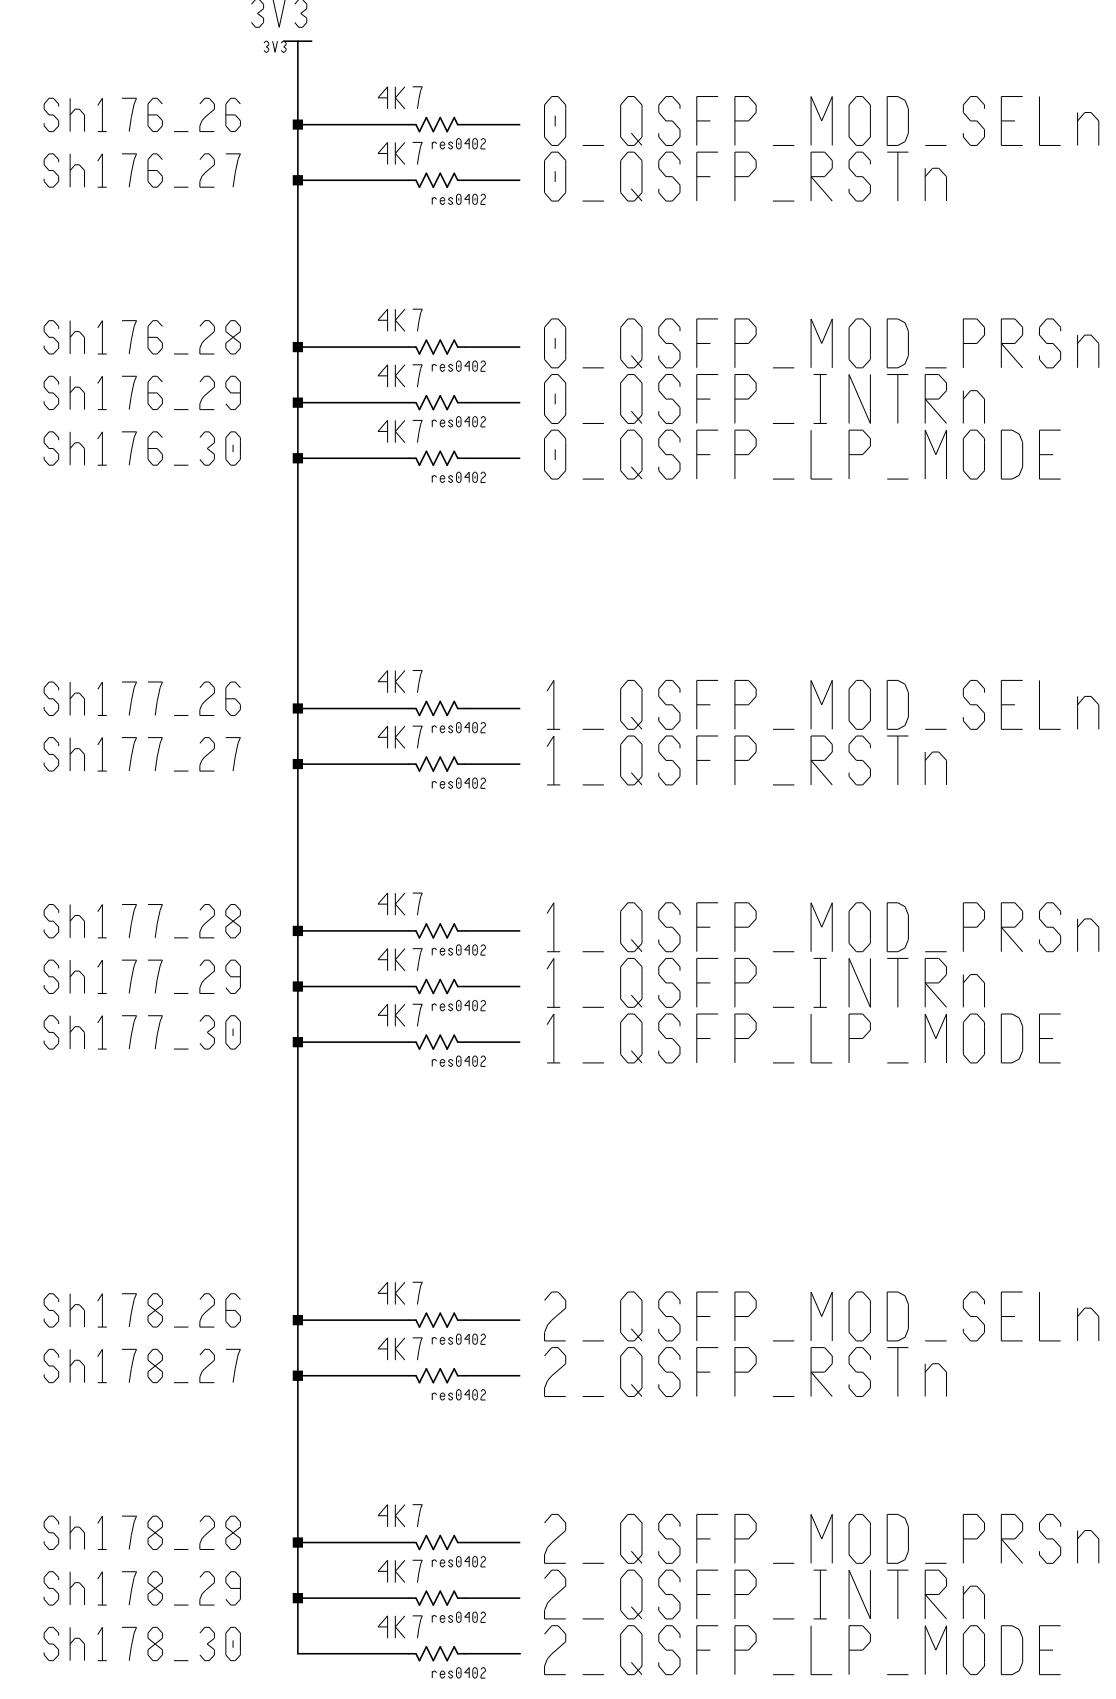 3V3
3V3
Sh176_26 4K7 res0402 0_QSFP_MOD_SELn
Sh176_27 4K7 res0402 0_QSFP_RSTn
Sh176_28 4K7 res0402 0_QSFP_MOD_PRSn
Sh176_29 4K7 res0402 0_QSFP_INTRn
Sh176_30 4K7 res0402 0_QSFP_LP_MODE
Sh177_26 4K7 res0402 1_QSFP_MOD_SELn
Sh177_27 4K7 res0402 1_QSFP_RSTn
Sh177_28 4K7 res0402 1_QSFP_MOD_PRSn
Sh177_29 4K7 res0402 1_QSFP_INTRn
Sh177_30 4K7 res0402 1_QSFP_LP_MODE
Sh178_26 4K7 res0402 2_QSFP_MOD_SELn
Sh178_27 4K7 res0402 2_QSFP_RSTn
Sh178_28 4K7 res0402 2_QSFP_MOD_PRSn
Sh178_29 4K7 res0402 2_QSFP_INTRn
Sh178_30 4K7 res0402 2_QSFP_LP_MODE